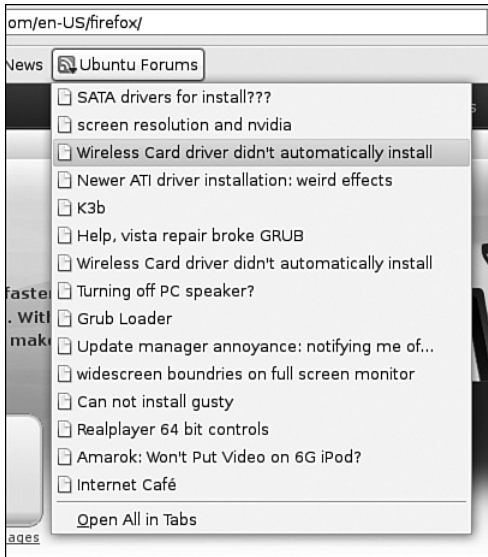 om/en-US/firefox/
News Ubuntu Forums
SATA drivers for install???
screen resolution and nvidia
Wireless Card driver didn't automatically install
Newer ATI driver installation: weird effects
K3b
Help, vista repair broke GRUB
Wireless Card driver didn't automatically install
faste
Turning off PC speaker?
. Wit
Grub Loader
mak
Update manager annoyance: notifying me of...
widescreen boundries on full screen monitor
Can not install gusty
Realplayer 64 bit controls
Amarok: Won't Put Video on 6G iPod?
Internet Café
Open All in Tabs
ages